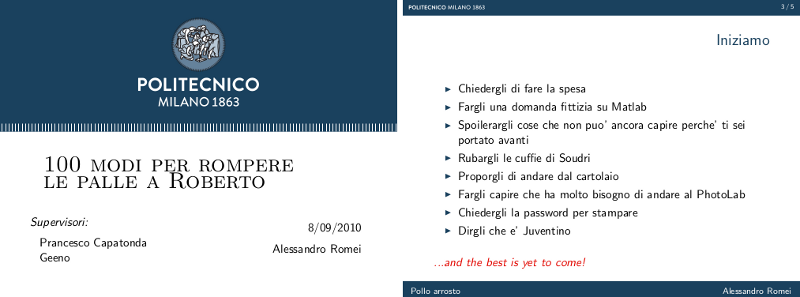 POLITECNICO
MILANO 1863
100 MODI PER ROMPERE
LE PALLE A ROBERTO
Supervisori:
Prancesco Capatonda
Geeno
8/09/2010
Alessandro Romei
POLITECNICO MILANO 1863
3 / 5
Iniziamo
Chiedergli di fare la spesa
Fargli una domanda fittizia su Matlab
Spoilerargli cose che non puo' ancora capire perche' ti sei
portato avanti
Rubargli le cuffie di Soudri
Proporgli di andare dal cartolaio
Fargli capire che ha molto bisogno di andare al PhotoLab
Chiedergli la password per stampare
Dirgli che e' Juventino
...and the best is yet to come!
Pollo arrosto
Alessandro Romei